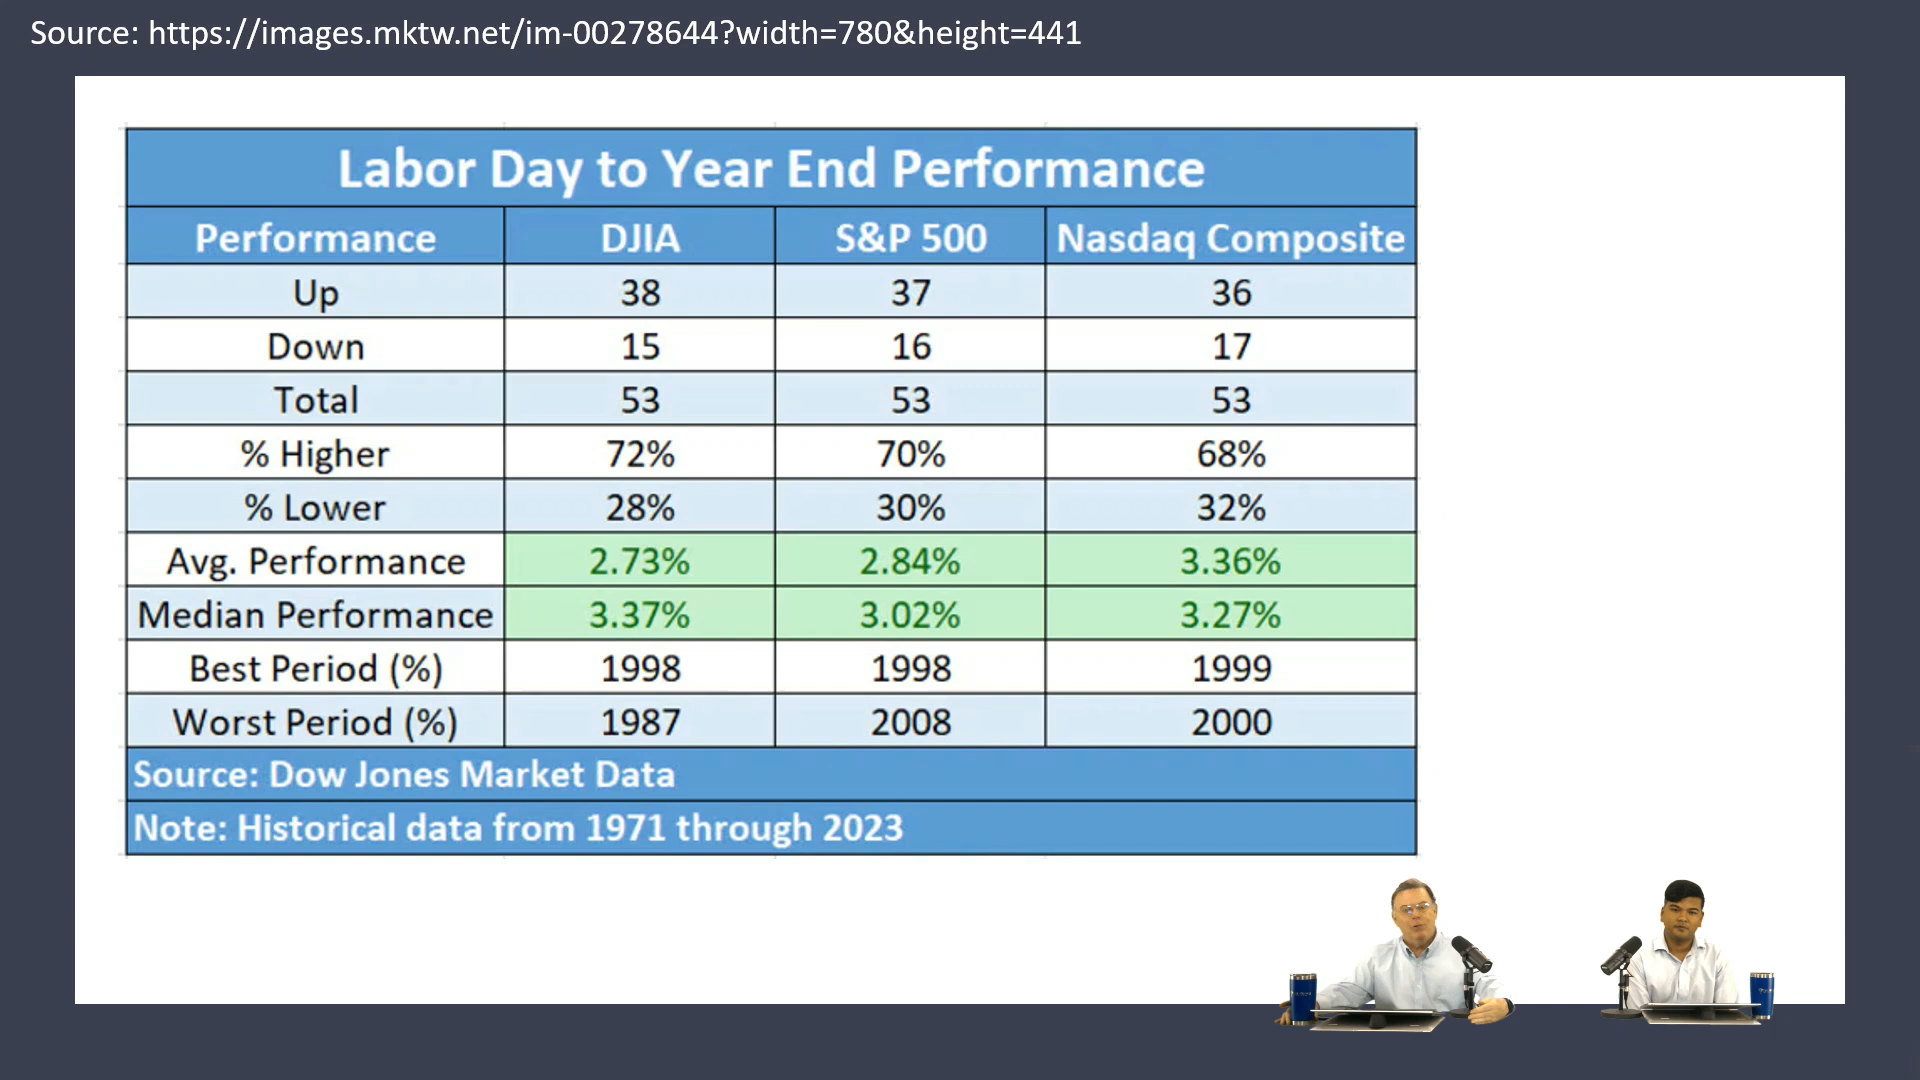 Source: https://images.mktw.net/im-00278644?width=780&height=441
Labor Day to Year End Performance
Performance DJIA S&P 500 Nasdaq Composite
Up 38 37 36
Down 15 16 17
Total 53 53 53
% Higher 72% 70% 68%
% Lower 28% 30% 32%
Avg. Performance 2.73% 2.84% 3.36%
Median Performance 3.37% 3.02% 3.27%
Best Period (%) 1998 1998 1999
Worst Period (%) 1987 2008 2000
Source: Dow Jones Market Data
Note: Historical data from 1971 through 2023